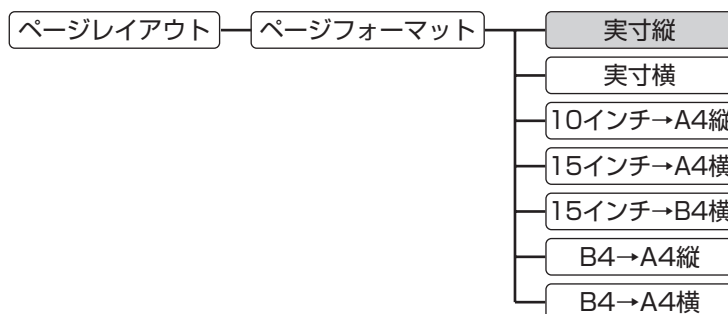 ページレイアウト
ページフォーマット
実寸縦
実寸横
10インチ→A4縦
15インチ→A4横
15インチ→B4横
B4→A4縦
B4→A4横